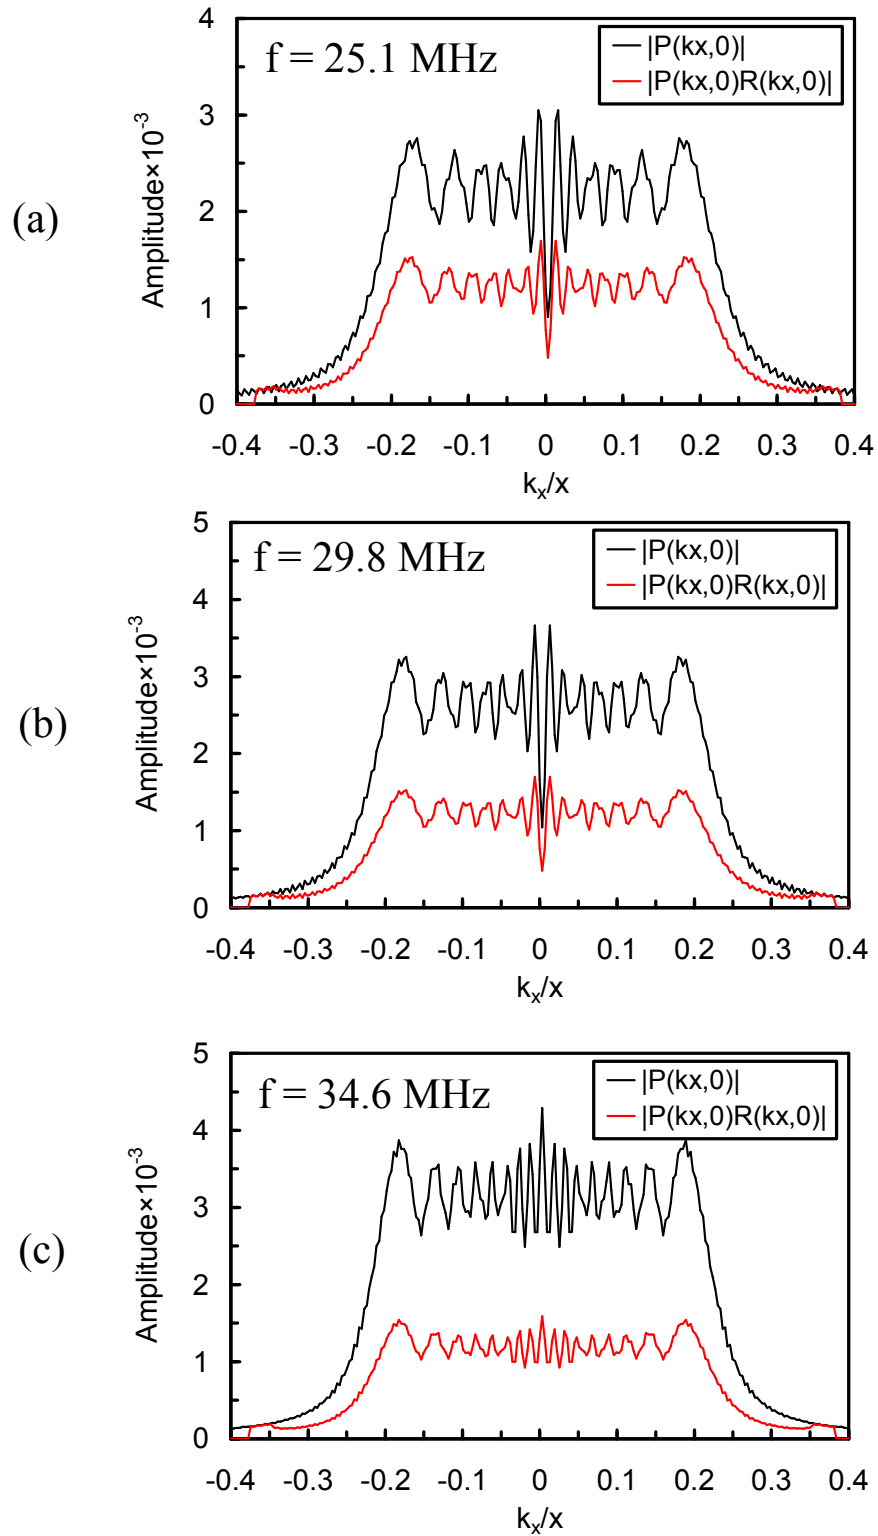 (a)
f = 25.1 MHz
|P(kx,0)|
|P(kx,0)R(kx,0)|
Amplitude×10⁻³
4
3
2
1
0
-0.4 -0.3 -0.2 -0.1 0 0.1 0.2 0.3 0.4
kₓ/x
(b)
f = 29.8 MHz
|P(kx,0)|
|P(kx,0)R(kx,0)|
Amplitude×10⁻³
5
4
3
2
1
0
-0.4 -0.3 -0.2 -0.1 0 0.1 0.2 0.3 0.4
kₓ/x
(c)
f = 34.6 MHz
|P(kx,0)|
|P(kx,0)R(kx,0)|
Amplitude×10⁻³
5
4
3
2
1
0
-0.4 -0.3 -0.2 -0.1 0 0.1 0.2 0.3 0.4
kₓ/x